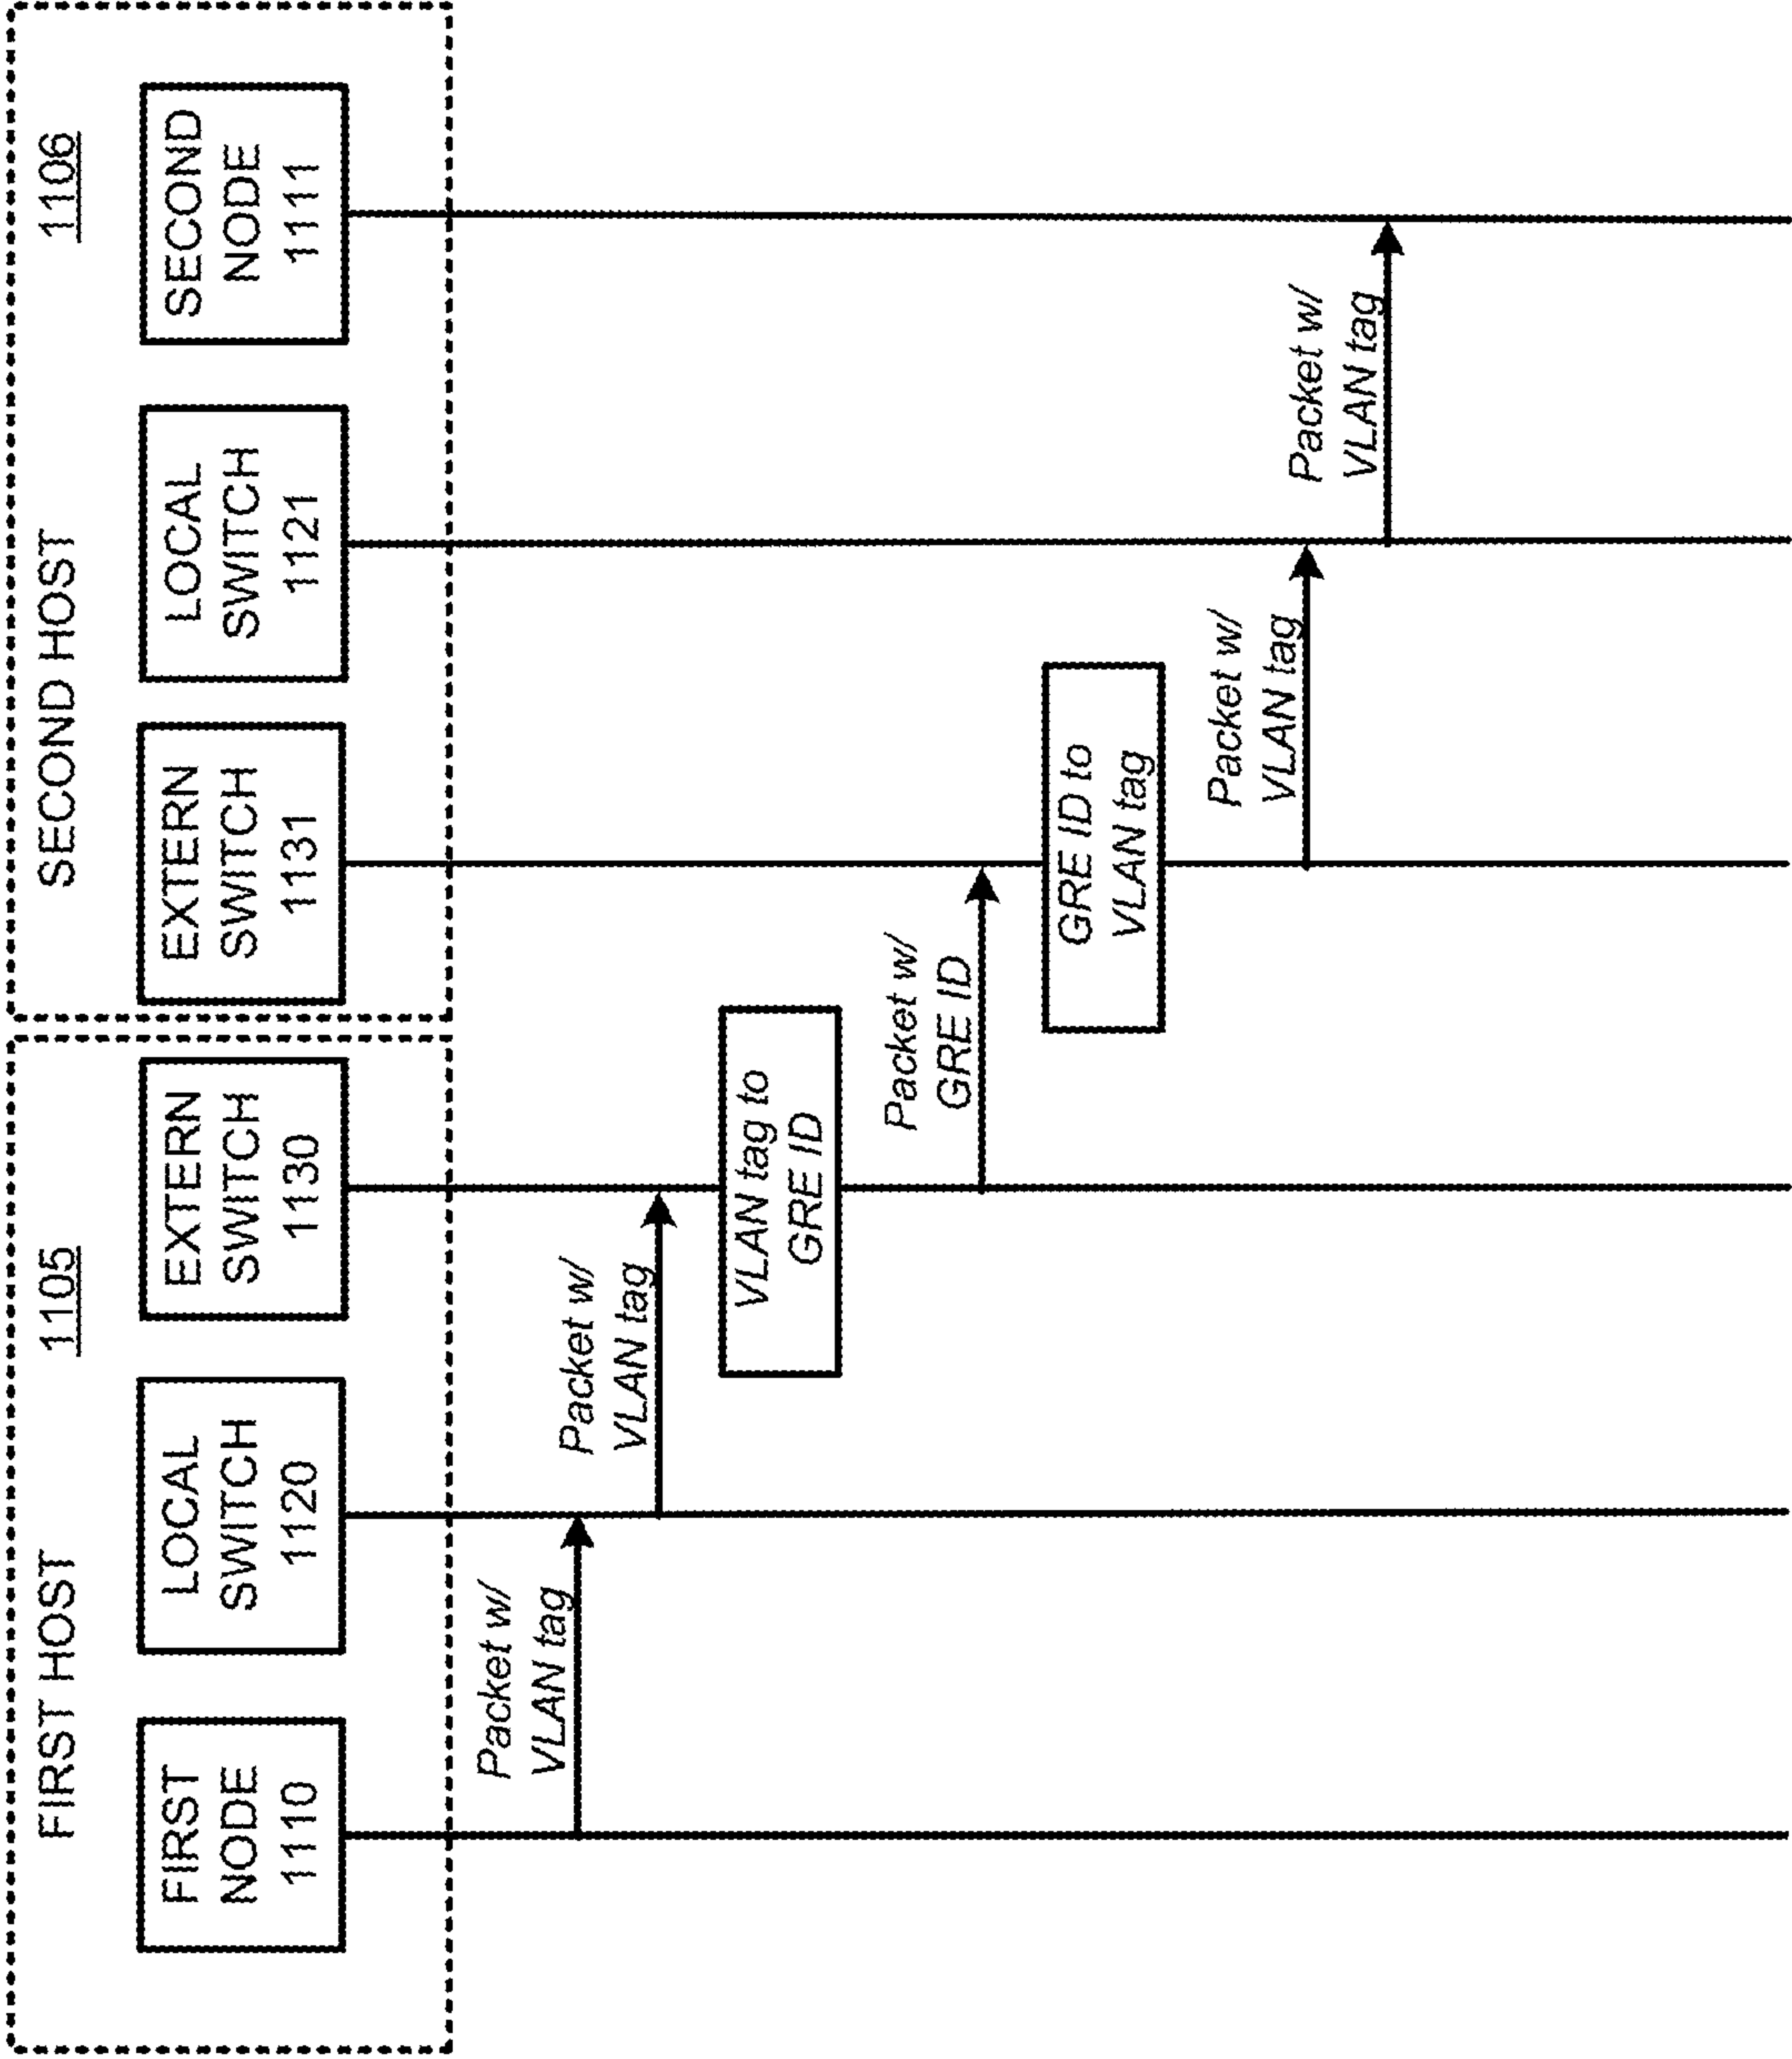 FIRST HOST
1105
SECOND HOST
1106
FIRST
NODE
1110
LOCAL
SWITCH
1120
EXTERN
SWITCH
1130
EXTERN
SWITCH
1131
LOCAL
SWITCH
1121
SECOND
NODE
1111
Packet w/
VLAN tag
Packet w/
VLAN tag
VLAN tag to
GRE ID
Packet w/
GRE ID
GRE ID to
VLAN tag
Packet w/
VLAN tag
Packet w/
VLAN tag